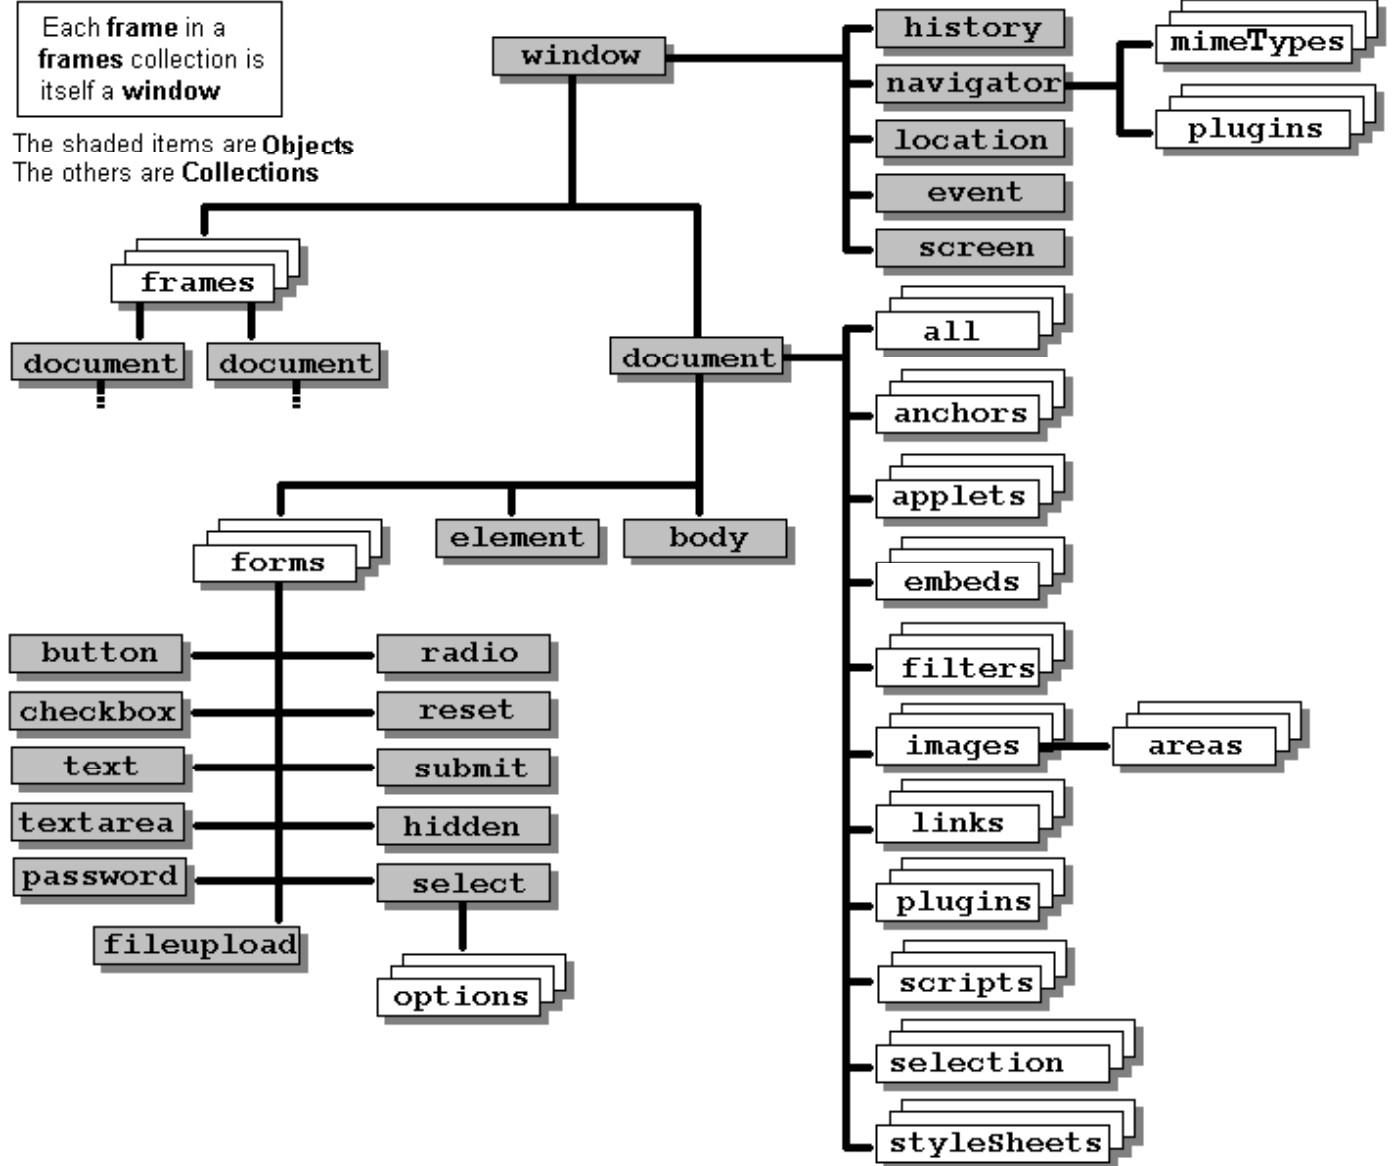 Each frame in a
frames collection is
itself a window
The shaded items are Objects
The others are Collections
window
history
navigator
location
event
screen
mimeTypes
plugins
frames
document
document
document
all
anchors
applets
embeds
filters
images
areas
links
plugins
scripts
selection
styleSheets
forms
element
body
button
radio
checkbox
reset
text
submit
textarea
hidden
password
select
fileupload
options